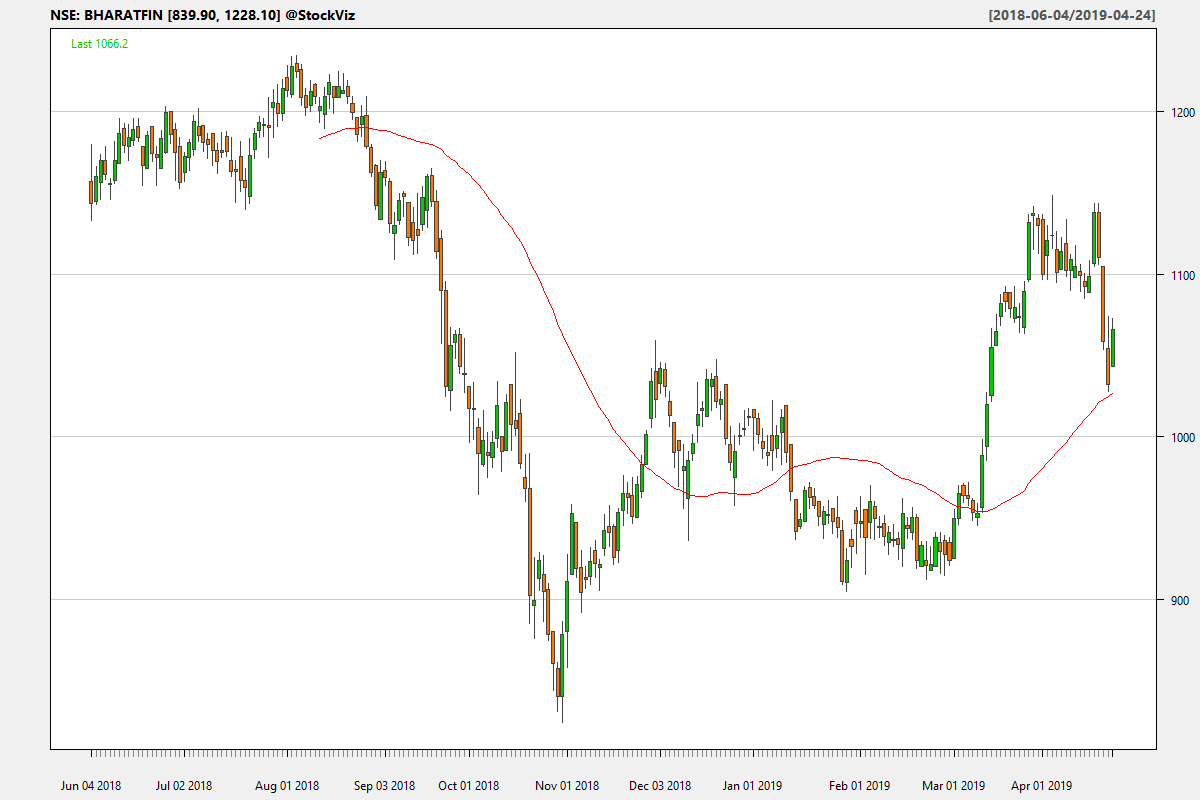 NSE: BHARATFIN [839.90, 1228.10] @StockViz [2018-06-04/2019-04-24]
Last 1066.2
1200
1100
1000
900
Jun 04 2018 Jul 02 2018 Aug 01 2018 Sep 03 2018 Oct 01 2018 Nov 01 2018 Dec 03 2018 Jan 01 2019 Feb 01 2019 Mar 01 2019 Apr 01 2019